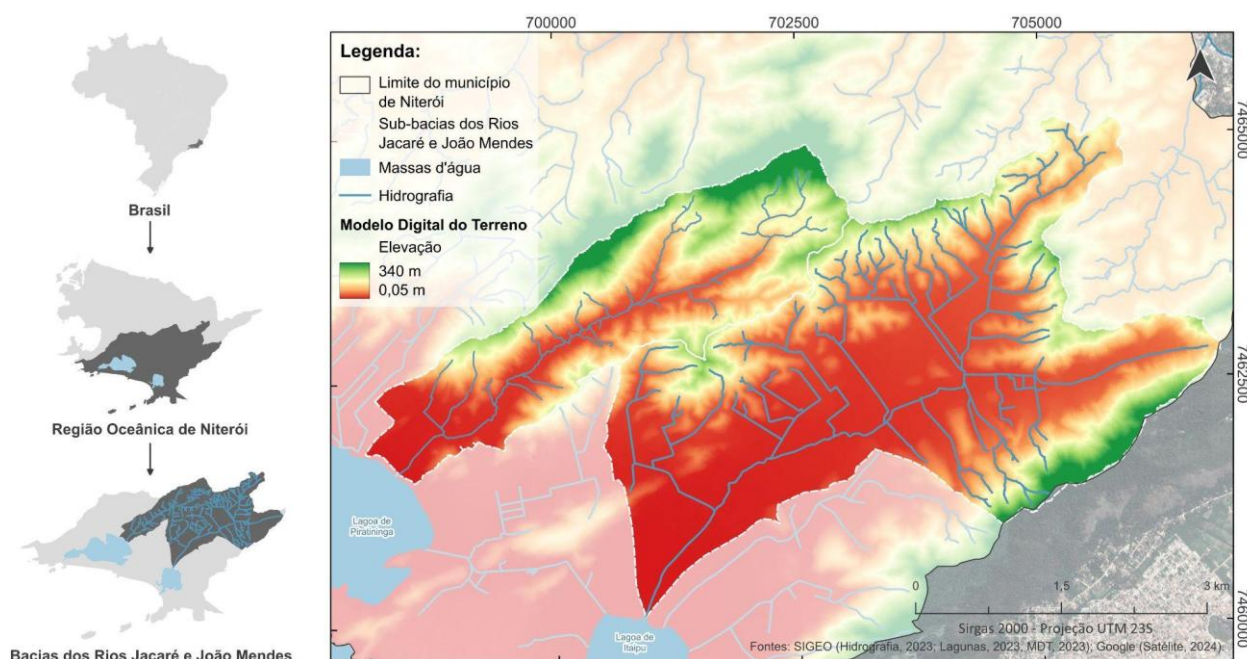 Brasil
Região Oceânica de Niterói
Bacias dos Rios Jacaré e João Mendes
700000
702500
705000
Legenda:
Limite do município
de Niterói
Sub-bacias dos Rios
Jacaré e João Mendes
Massas d'água
Hidrografia
Modelo Digital do Terreno
Elevação
340 m
0,05 m
7465000
7462500
7460000
Lagoa de
Piratininga
Lagoa de
Itaipu
0
1,5
3 km
Sirgas 2000 - Projeção UTM 23S
Fontes: SIGEO (Hidrografia, 2023; Lagunas, 2023, MDT, 2023); Google (Satélite, 2024).